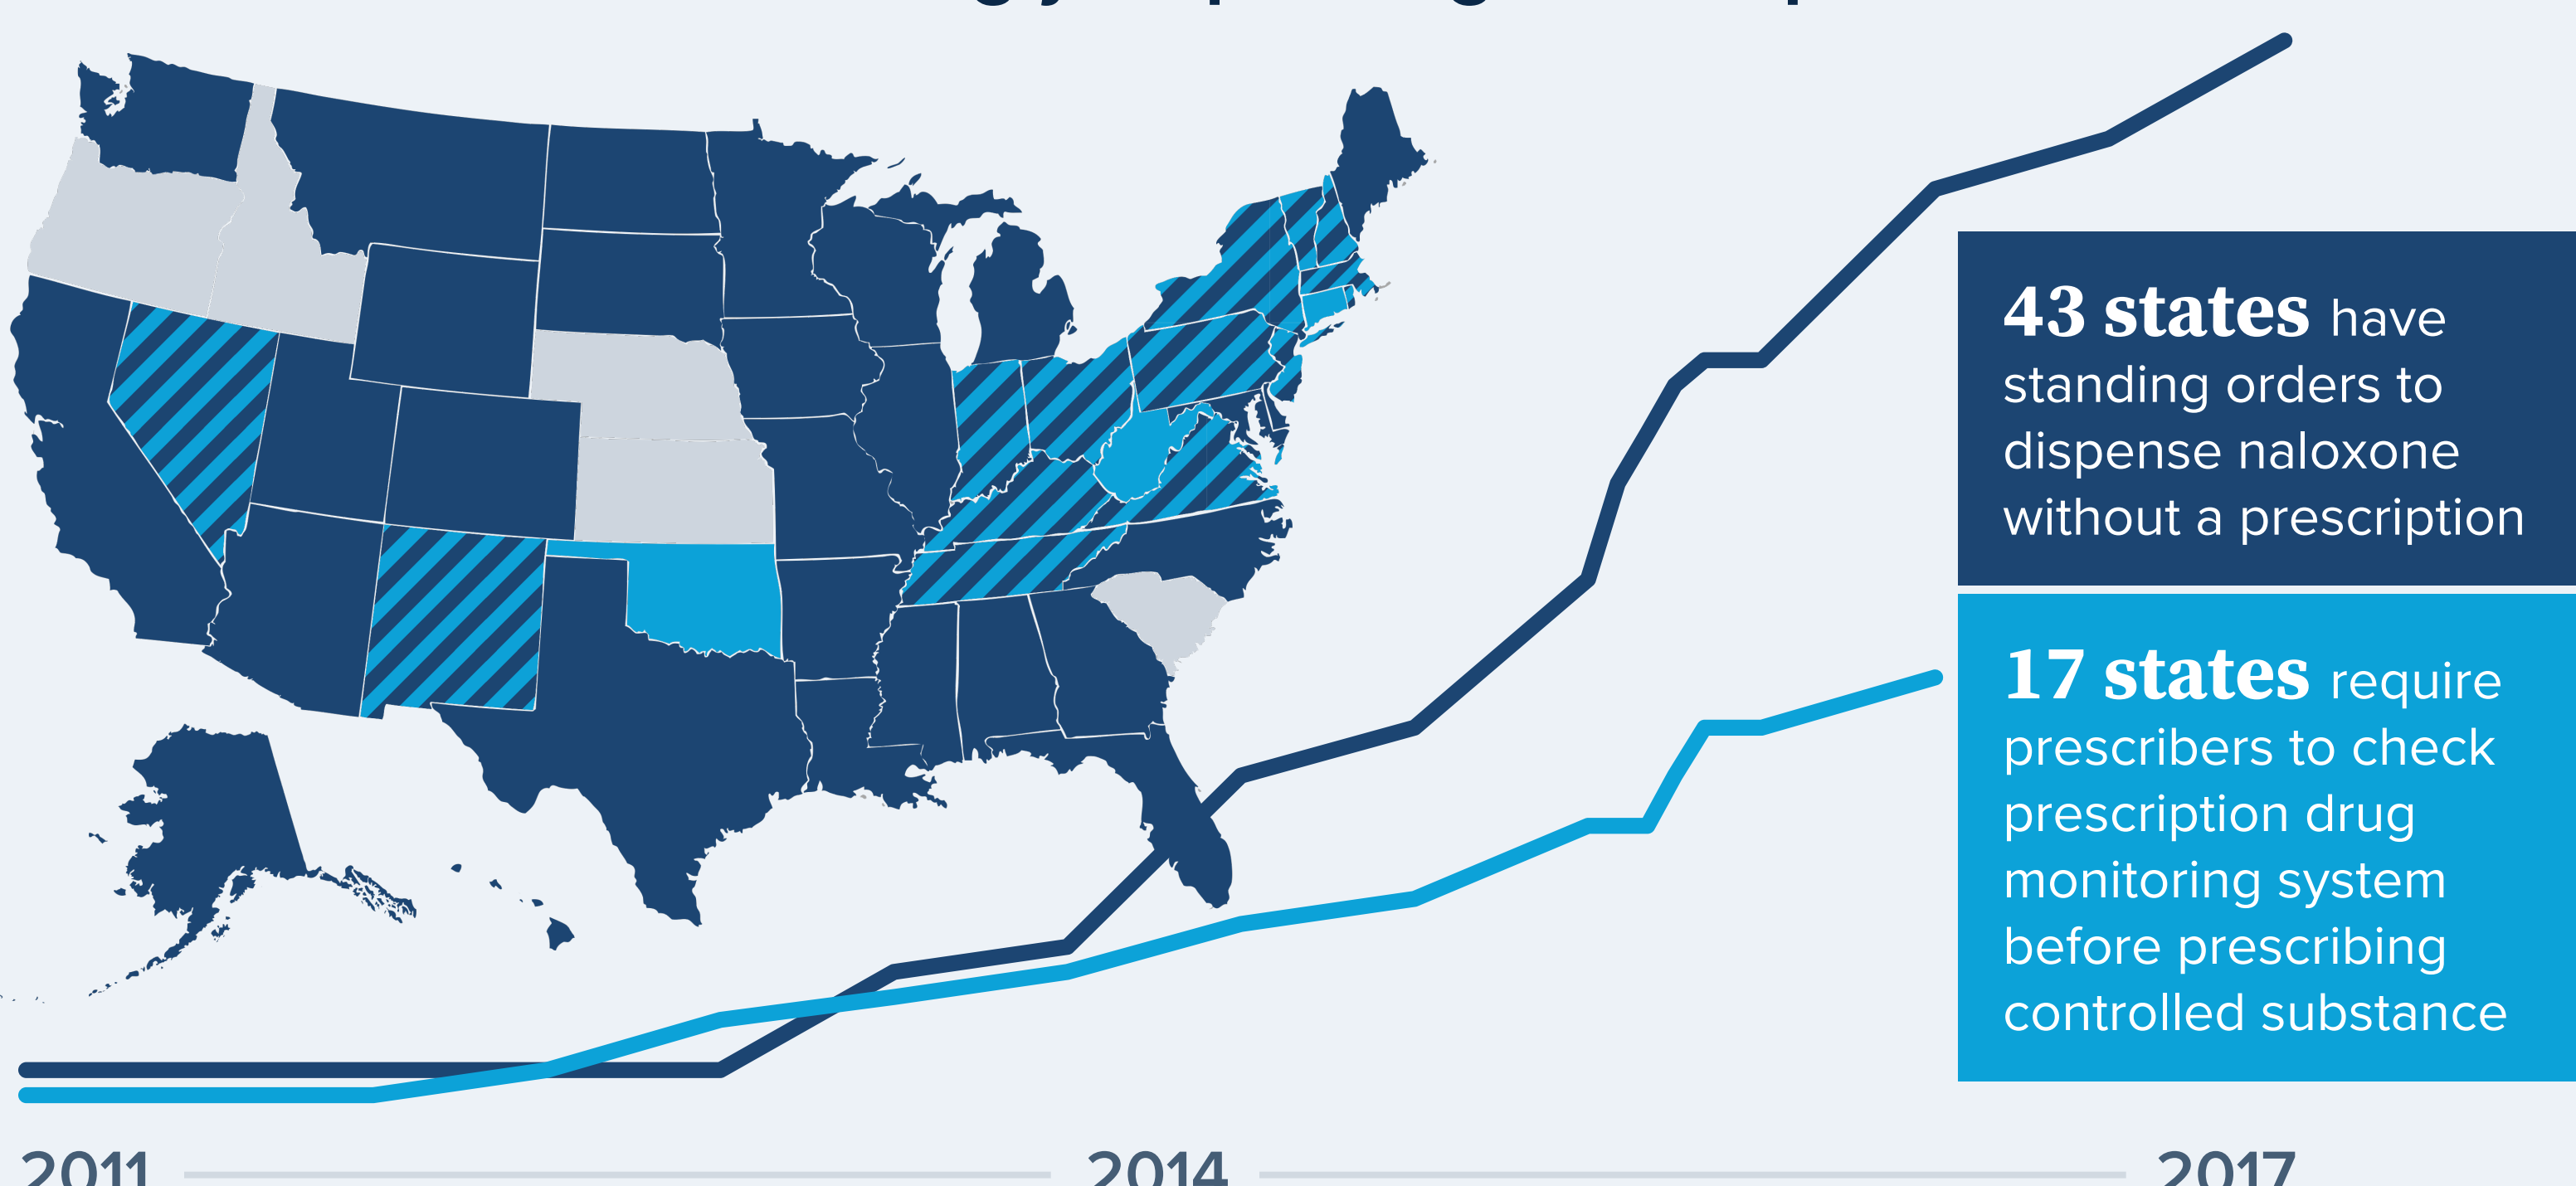 43 states have
standing orders to
dispense naloxone
without a prescription
17 states require
prescribers to check
prescription drug
monitoring system
before prescribing
controlled substance
2011
2014
2017